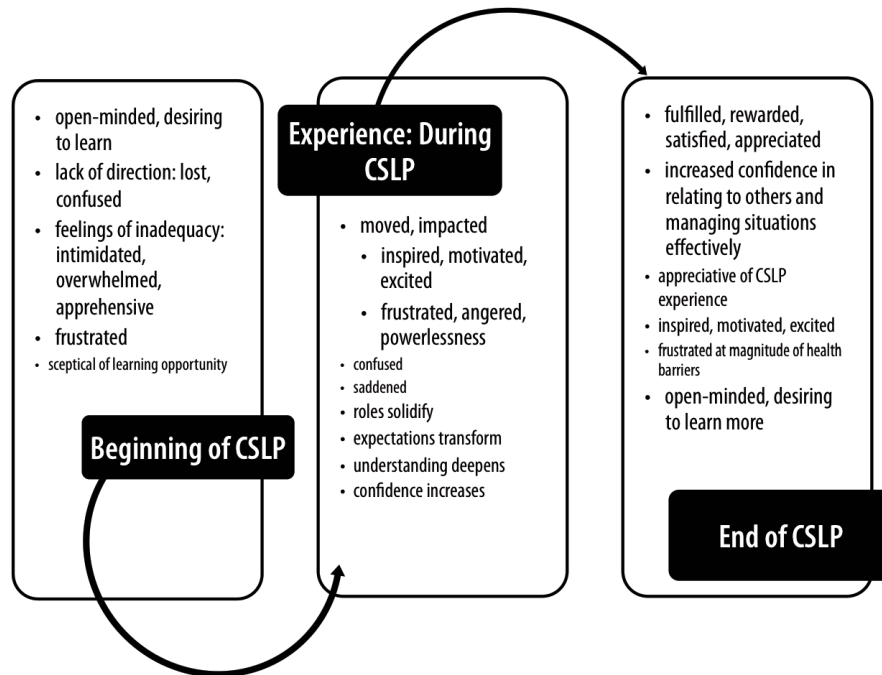 • open-minded, desiring
to learn
• lack of direction: lost,
confused
• feelings of inadequacy:
intimidated,
overwhelmed,
apprehensive
• frustrated
• sceptical of learning opportunity
Beginning of CSLP
Experience: During
CSLP
• moved, impacted
• inspired, motivated,
excited
• frustrated, angered,
powerlessness
• confused
• saddened
• roles solidify
• expectations transform
• understanding deepens
• confidence increases
• fulfilled, rewarded,
satisfied, appreciated
• increased confidence in
relating to others and
managing situations
effectively
• appreciative of CSLP
experience
• inspired, motivated, excited
• frustrated at magnitude of health
barriers
• open-minded, desiring
to learn more
End of CSLP